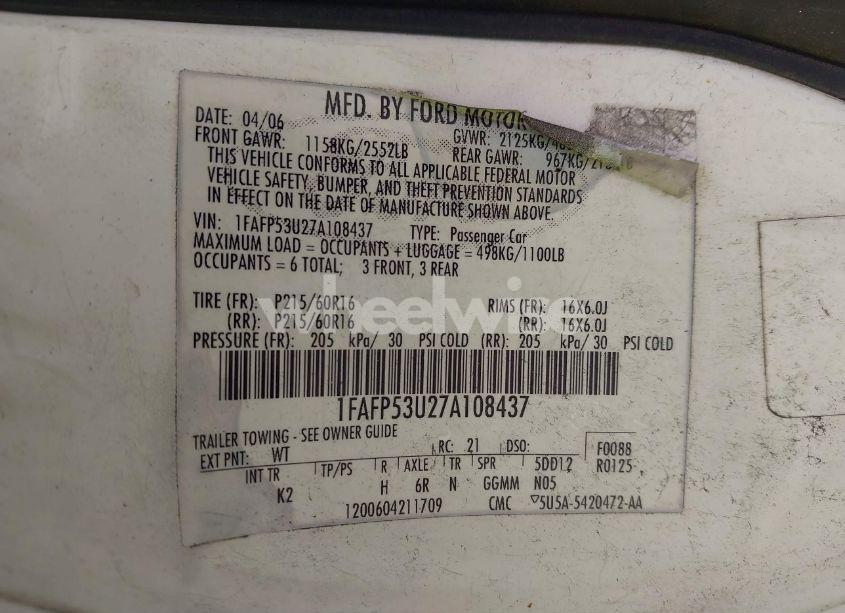 MFD. BY FORD MOTOR
DATE: 04/06
GVWR: 2125KG/
FRONT GAWR: 1158KG/2552LB
REAR GAWR: 967KG/
THIS VEHICLE CONFORMS TO ALL APPLICABLE FEDERAL MOTOR
VEHICLE SAFETY, BUMPER, AND THEFT PREVENTION STANDARDS
IN EFFECT ON THE DATE OF MANUFACTURE SHOWN ABOVE.
VIN: 1FAFP53U27A108437 TYPE: Passenger Car
MAXIMUM LOAD = OCCUPANTS + LUGGAGE = 498KG/1100LB
OCCUPANTS = 6 TOTAL; 3 FRONT, 3 REAR
TIRE (FR): P215/60R16 RIMS (FR): 16X6.0J
(RR): P215/60R16 (RR): 16X6.0J
PRESSURE (FR): 205 kPa/ 30 PSI COLD (RR): 205 kPa/ 30 PSI COLD
wheelwire
1FAFP53U27A108437
TRAILER TOWING - SEE OWNER GUIDE
EXT PNT: WT RC: 21 DSO: F0088
INT TR TP/PS R AXLE TR SPR 5DD12 R0125
K2 H 6R N GGMM N05
1200604211709 CMC 5U5A-5420472-AA